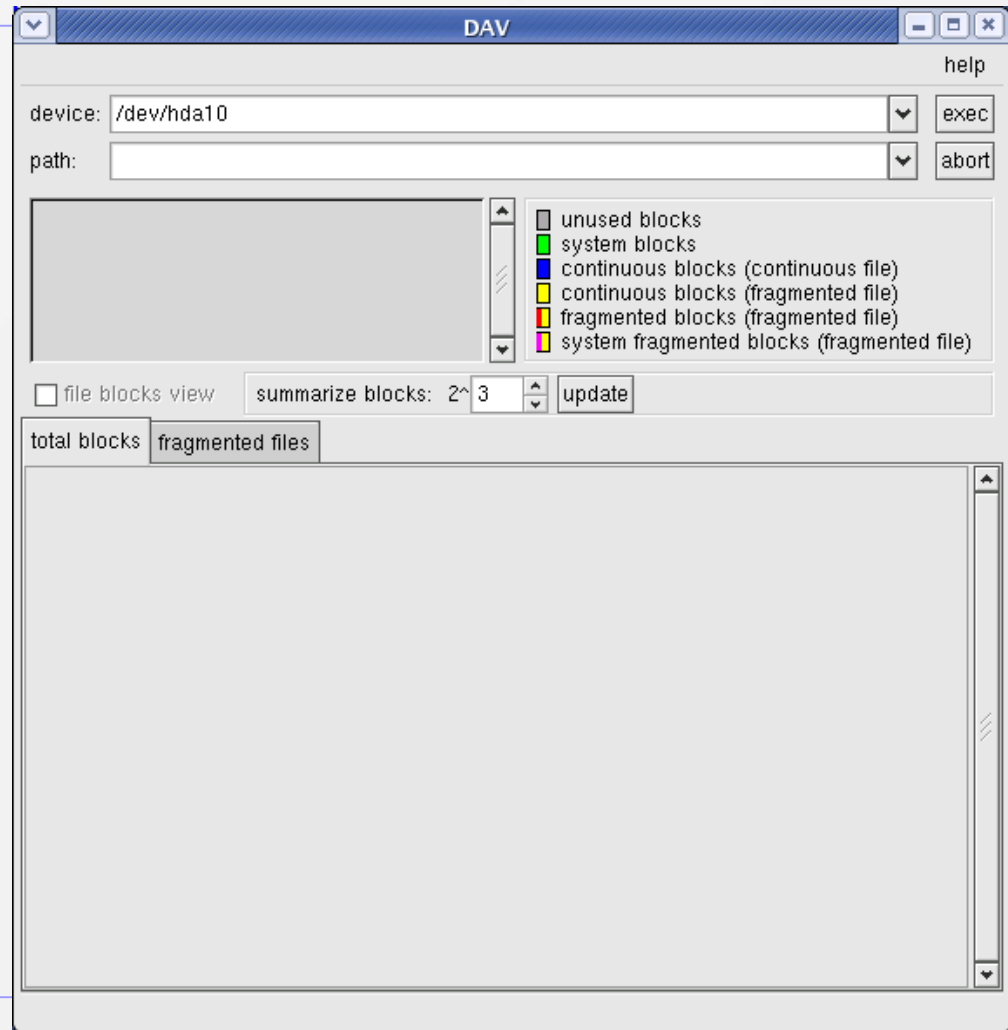 DAV
help
device: /dev/hda10 exec
path: abort
unused blocks
system blocks
continuous blocks (continuous file)
continuous blocks (fragmented file)
fragmented blocks (fragmented file)
system fragmented blocks (fragmented file)
file blocks view summarize blocks: 2^ 3 update
total blocks fragmented files